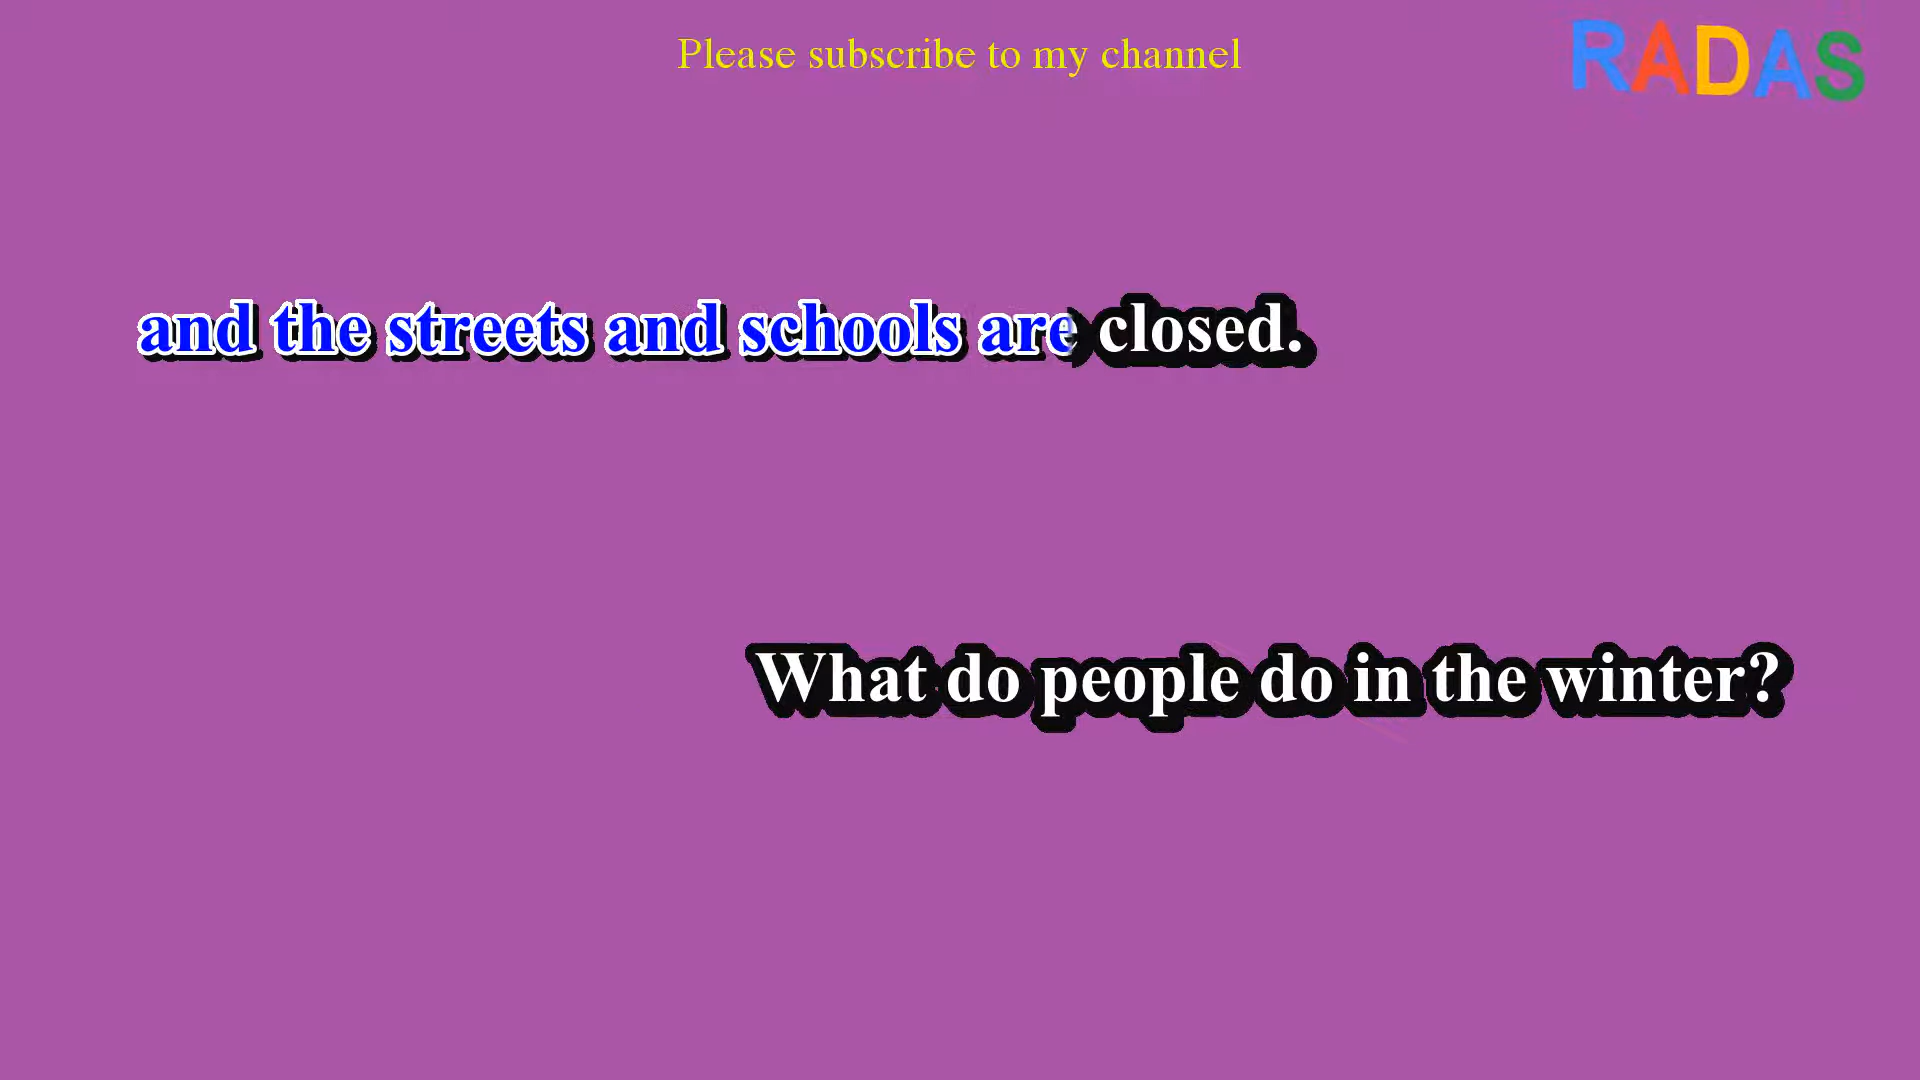 Please subscribe to my channel
RADAS
and the streets and schools are closed.
What do people do in the winter?